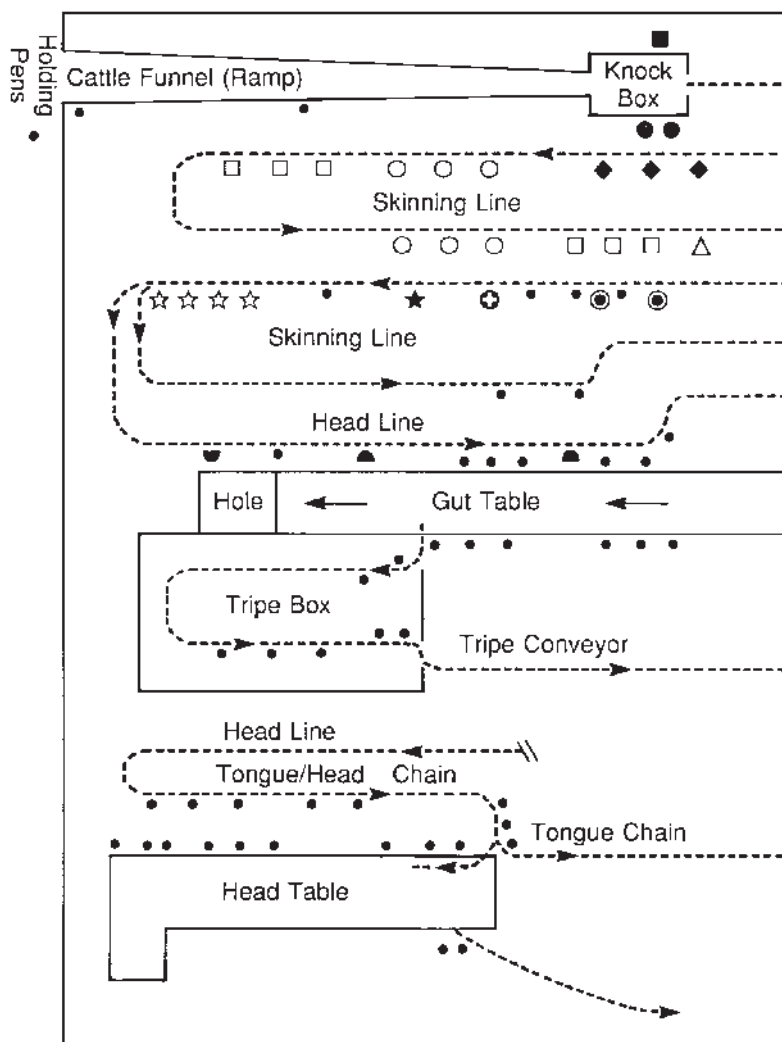 Holding
Pens
Cattle Funnel (Ramp)
Knock
Box
Skinning Line
Skinning Line
Head Line
Hole
Gut Table
Tripe Box
Tripe Conveyor
Head Line
Tongue/Head Chain
Tongue Chain
Head Table